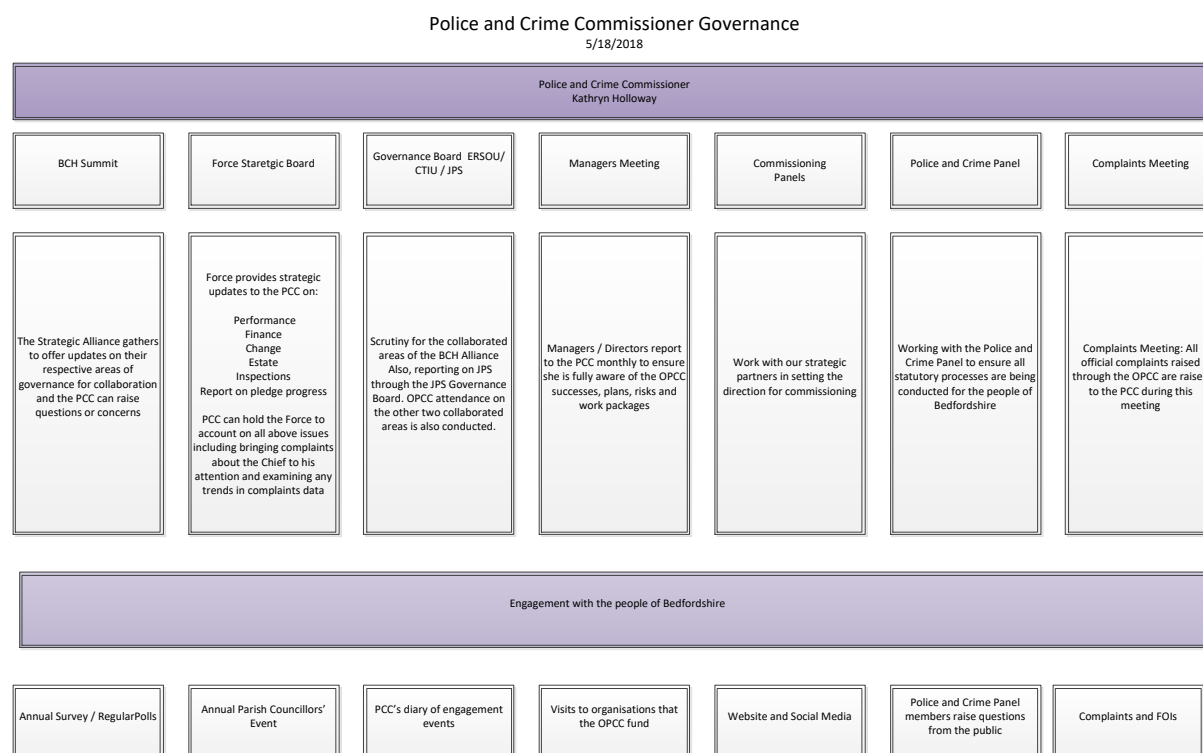 Police and Crime Commissioner Governance
5/18/2018
Police and Crime Commissioner
Kathryn Holloway
BCH Summit
Force Staretgic Board
Governance Board ERSOU/
CTIU / JPS
Managers Meeting
Commissioning
Panels
Police and Crime Panel
Complaints Meeting
The Strategic Alliance gathers
to offer updates on their
respective areas of
governance for collaboration
and the PCC can raise
questions or concerns
Force provides strategic
updates to the PCC on:
Performance
Finance
Change
Estate
Inspections
Report on pledge progress
PCC can hold the Force to
account on all above issues
including bringing complaints
about the Chief to his
attention and examining any
trends in complaints data
Scrutiny for the collaborated
areas of the BCH Alliance
Also, reporting on JPS
through the JPS Governance
Board. OPCC attendance on
the other two collaborated
areas is also conducted.
Managers / Directors report
to the PCC monthly to ensure
she is fully aware of the OPCC
successes, plans, risks and
work packages
Work with our strategic
partners in setting the
direction for commissioning
Working with the Police and
Crime Panel to ensure all
statutory processes are being
conducted for the people of
Bedfordshire
Complaints Meeting: All
official complaints raised
through the OPCC are raise
to the PCC during this
meeting
Engagement with the people of Bedfordshire
Annual Survey / RegularPolls
Annual Parish Councillors'
Event
PCC's diary of engagement
events
Visits to organisations that
the OPCC fund
Website and Social Media
Police and Crime Panel
members raise questions
from the public
Complaints and FOIs